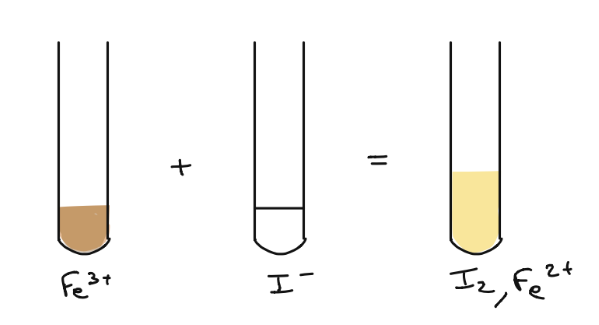 + =
Fe³⁺ I⁻ I₂, Fe²⁺